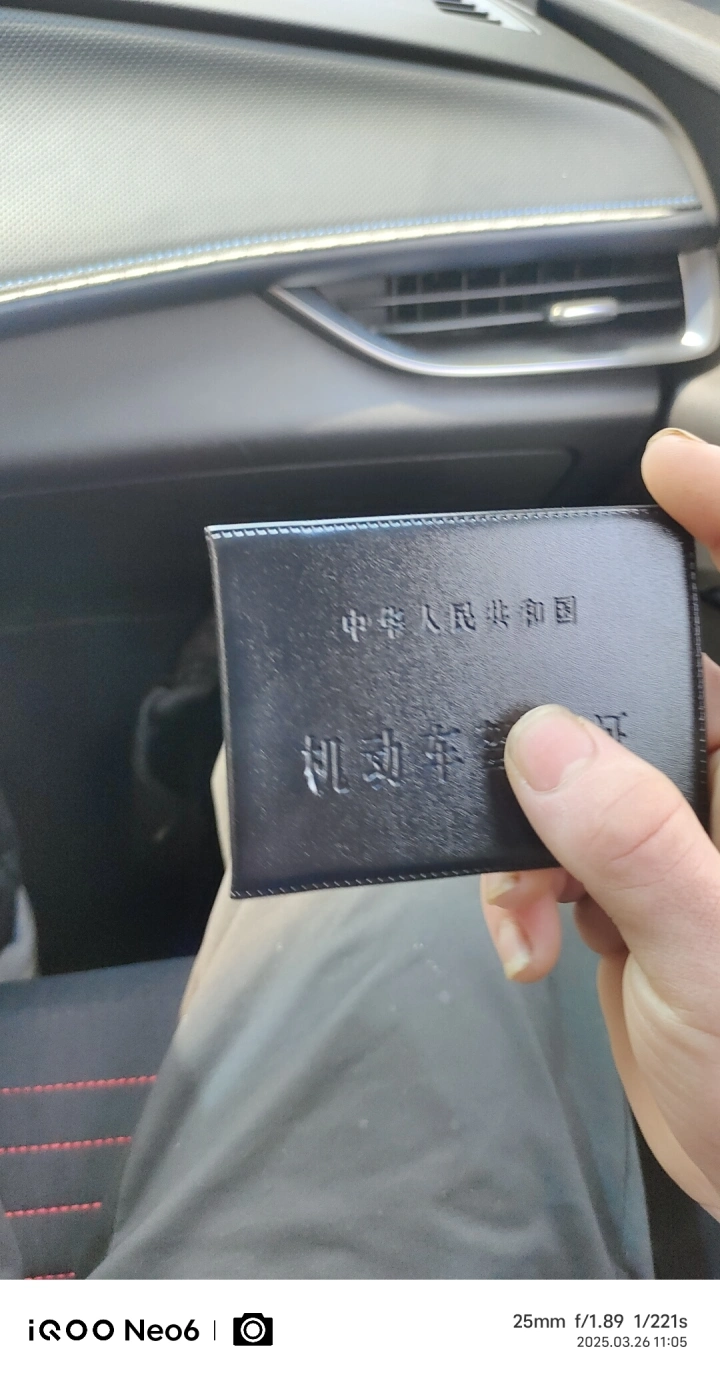 中华人民共和国
机动车 证
iQOO Neo6
25mm f/1.89 1/221s
2025.03.26 11:05